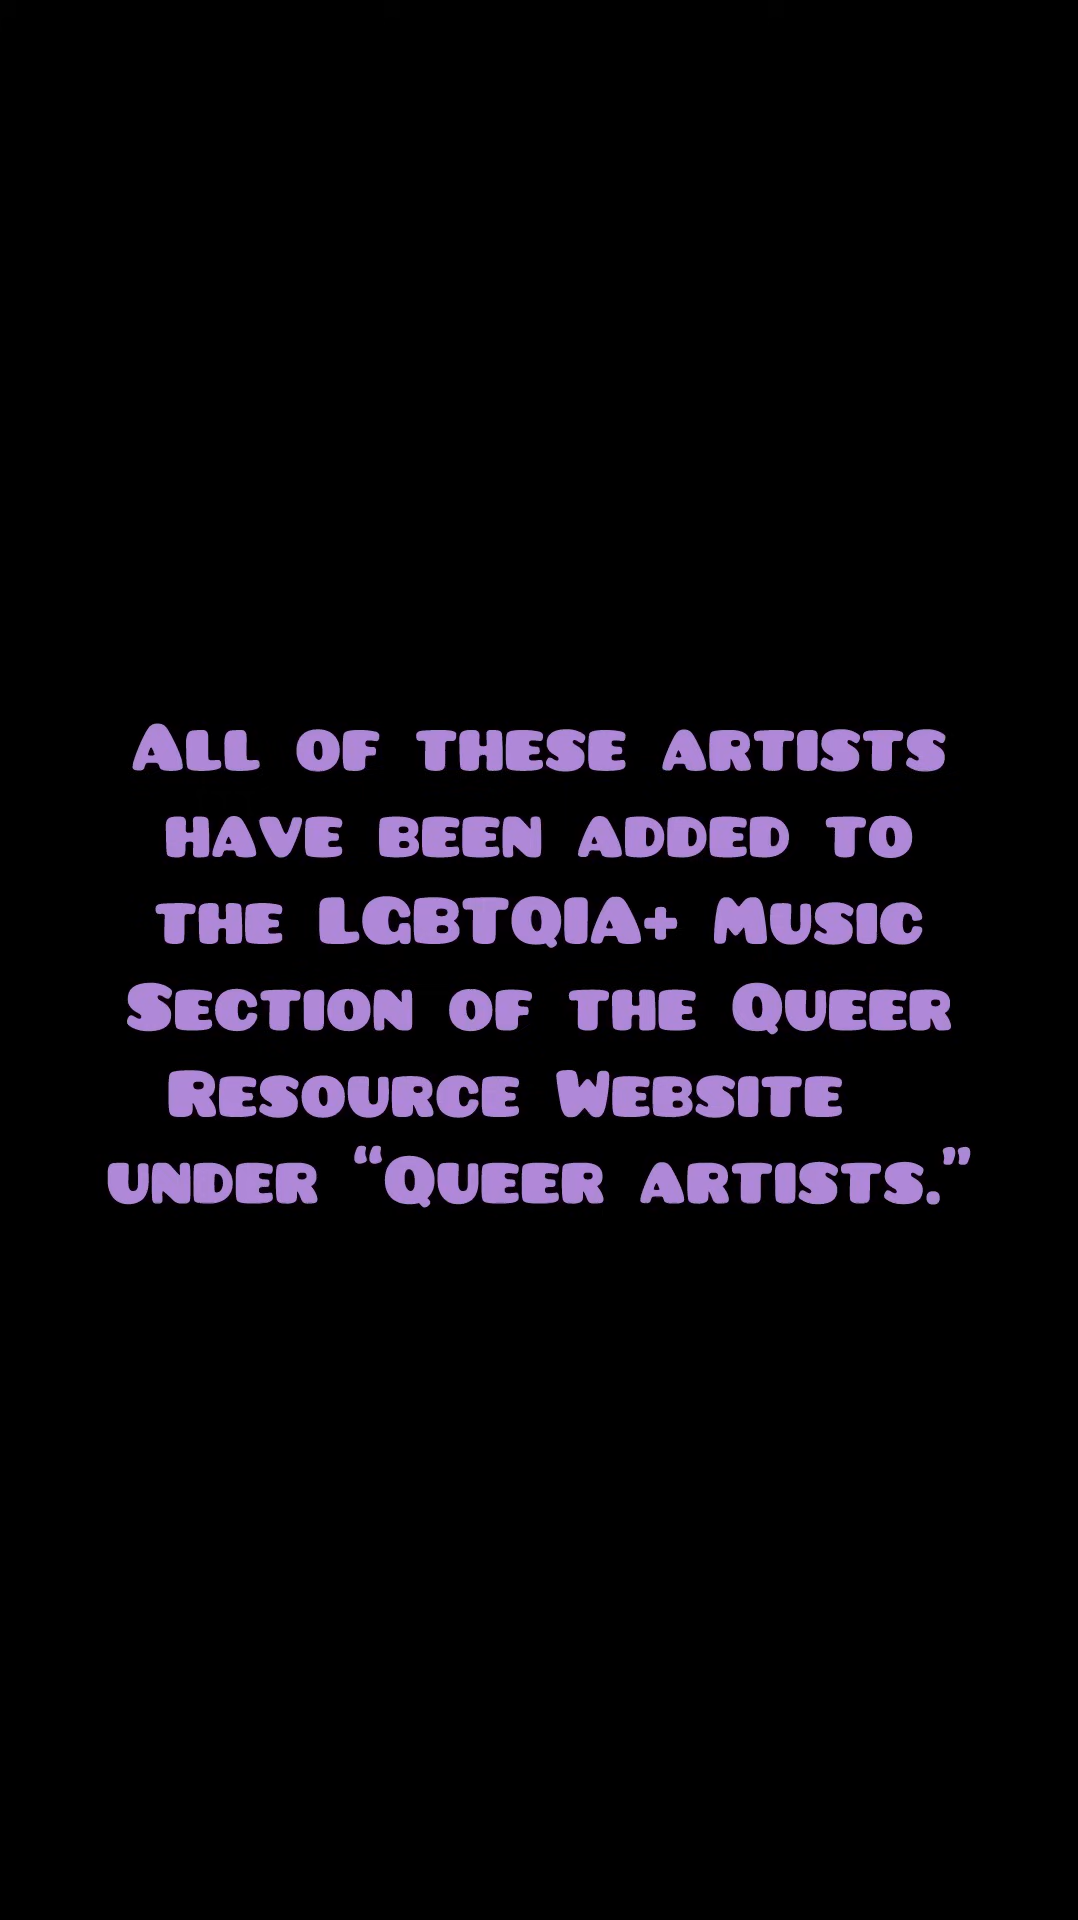 All of these artists
have been added to
the LGBTQIA+ Music
Section of the Queer
Resource Website
under “Queer artists.”